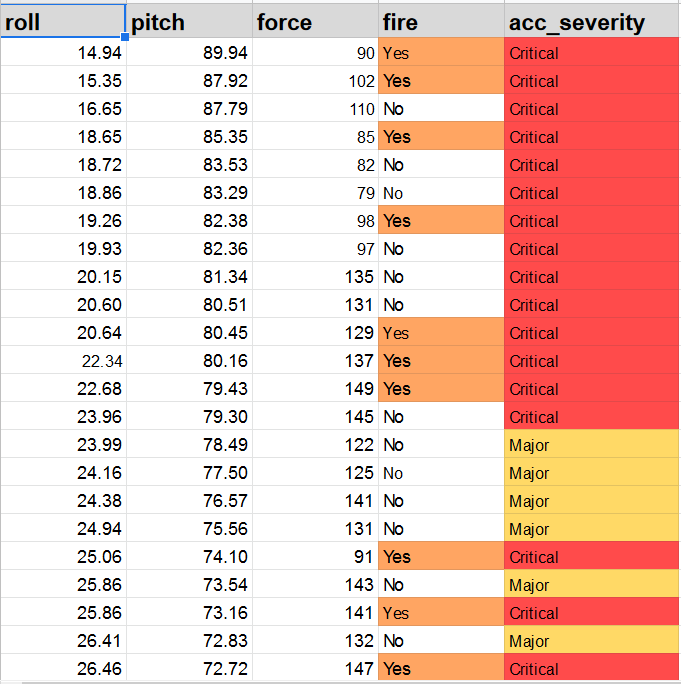 roll pitch force fire acc_severity
14.94 89.94 90 Yes Critical
15.35 87.92 102 Yes Critical
16.65 87.79 110 No Critical
18.65 85.35 85 Yes Critical
18.72 83.53 82 No Critical
18.86 83.29 79 No Critical
19.26 82.38 98 Yes Critical
19.93 82.36 97 No Critical
20.15 81.34 135 No Critical
20.60 80.51 131 No Critical
20.64 80.45 129 Yes Critical
22.34 80.16 137 Yes Critical
22.68 79.43 149 Yes Critical
23.96 79.30 145 No Critical
23.99 78.49 122 No Major
24.16 77.50 125 No Major
24.38 76.57 141 No Major
24.94 75.56 131 No Major
25.06 74.10 91 Yes Critical
25.86 73.54 143 No Major
25.86 73.16 141 Yes Critical
26.41 72.83 132 No Major
26.46 72.72 147 Yes Critical